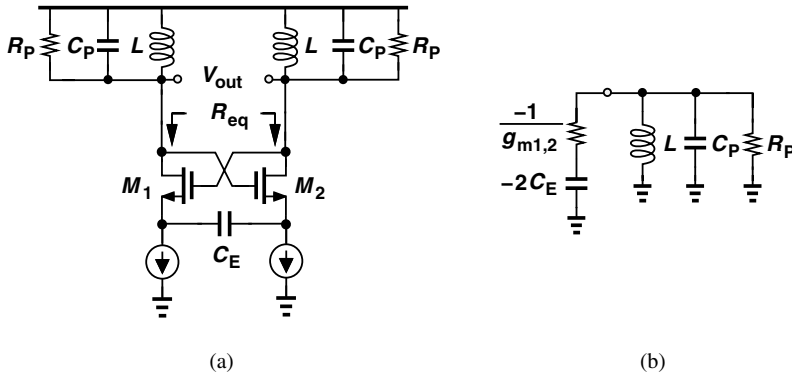 R_P C_P L L C_P R_P
V_out
R_eq
M_1 M_2
C_E
(a)
−1
g_m1,2
−2C_E
L C_P R_P
(b)